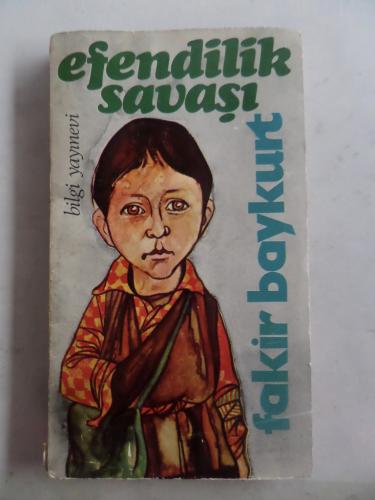 efendilik
savaşı
bilgi yayınevi
fakir baykurt